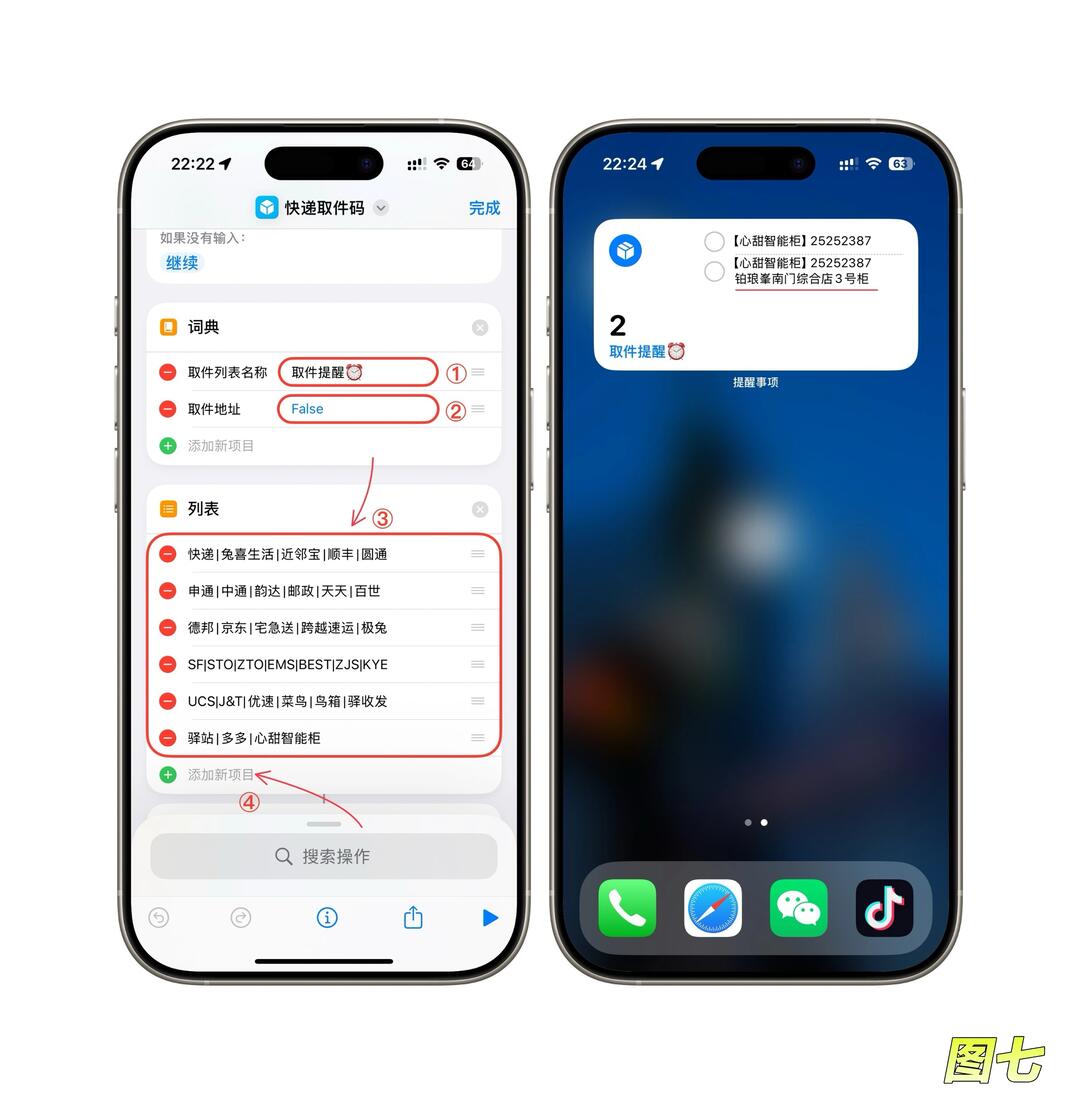 22:22
64
快递取件码
完成
如果没有输入：
继续
词典
取件列表名称 取件提醒⏰ ①
取件地址 False ②
添加新项目
列表
③
快递|兔喜生活|近邻宝|顺丰|圆通
申通|中通|韵达|邮政|天天|百世
德邦|京东|宅急送|跨越速运|极兔
SF|STO|ZTO|EMS|BEST|ZJS|KYE
UCS|J&T|优速|菜鸟|鸟箱|驿收发
驿站|多多|心甜智能柜
添加新项目
④
搜索操作
22:24
63
【心甜智能柜】25252387
【心甜智能柜】25252387
铂琅峯南门综合店3号柜
2
取件提醒⏰
提醒事项
图七